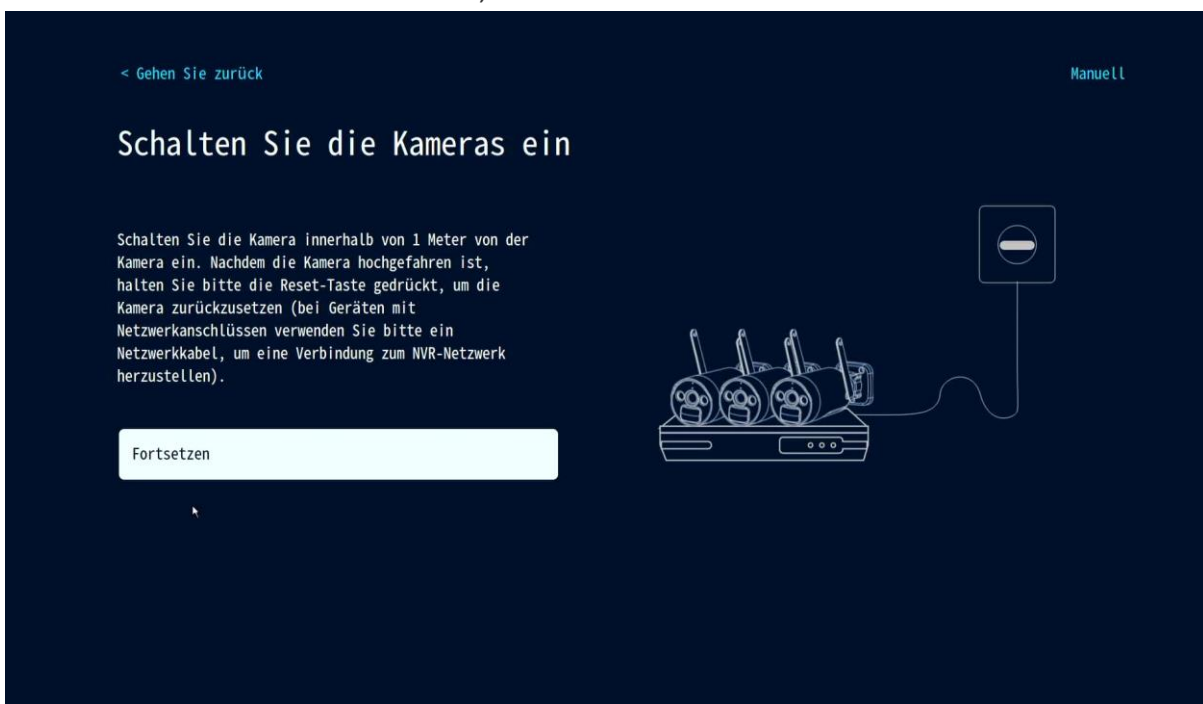 < Gehen Sie zurück
Manuell
Schalten Sie die Kameras ein
Schalten Sie die Kamera innerhalb von 1 Meter von der
Kamera ein. Nachdem die Kamera hochgefahren ist,
halten Sie bitte die Reset-Taste gedrückt, um die
Kamera zurückzusetzen (bei Geräten mit
Netzwerkanschlüssen verwenden Sie bitte ein
Netzwerkkabel, um eine Verbindung zum NVR-Netzwerk
herzustellen).
Fortsetzen